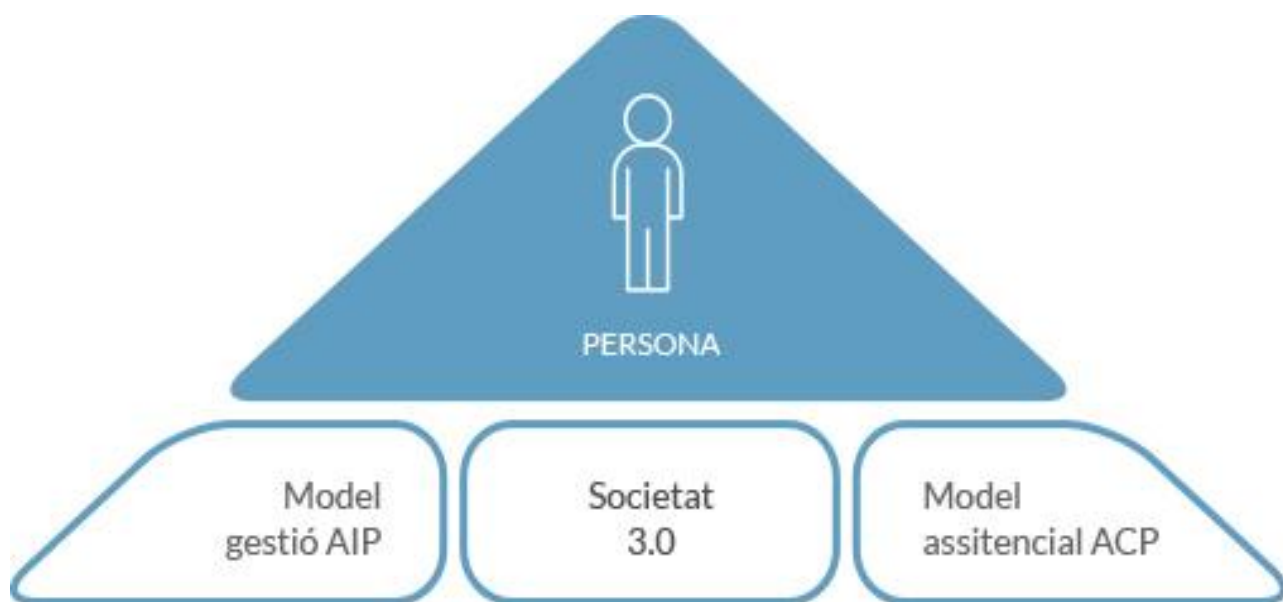 PERSONA
Model
gestió AIP
Societat
3.0
Model
assitencial ACP